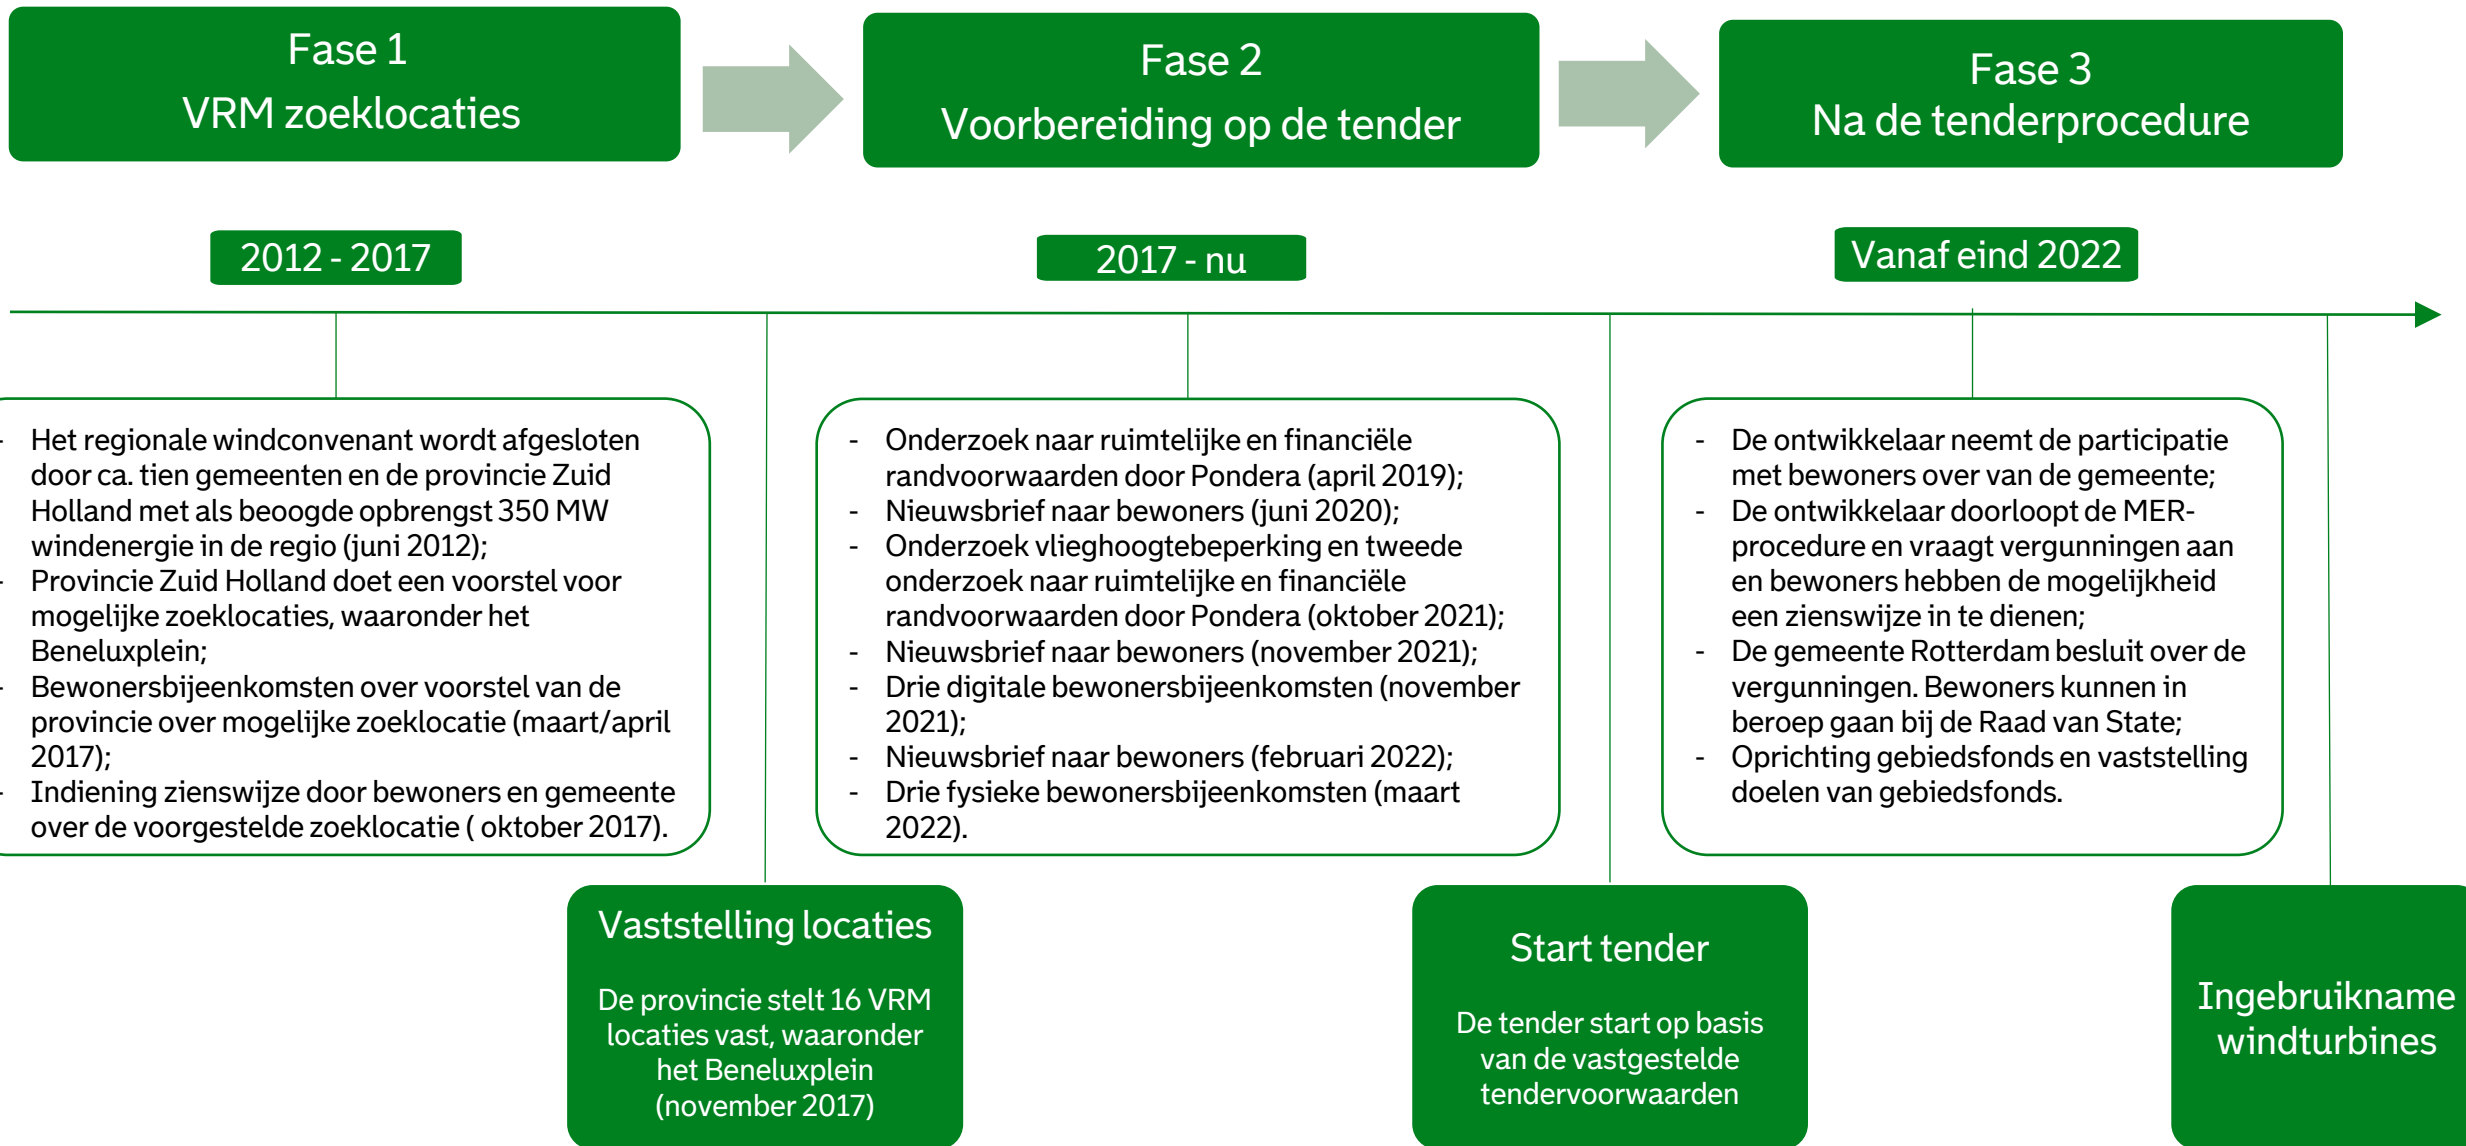 Fase 1
VRM zoeklocaties
Fase 2
Voorbereiding op de tender
Fase 3
Na de tenderprocedure
2012 - 2017
2017 - nu
Vanaf eind 2022
- Het regionale windconvenant wordt afgesloten
door ca. tien gemeenten en de provincie Zuid
Holland met als beoogde opbrengst 350 MW
windenergie in de regio (juni 2012);
- Provincie Zuid Holland doet een voorstel voor
mogelijke zoeklocaties, waaronder het
Beneluxplein;
- Bewonersbijeenkomsten over voorstel van de
provincie over mogelijke zoeklocatie (maart/april
2017);
- Indiening zienswijze door bewoners en gemeente
over de voorgestelde zoeklocatie ( oktober 2017).
- Onderzoek naar ruimtelijke en financiële
randvoorwaarden door Pondera (april 2019);
- Nieuwsbrief naar bewoners (juni 2020);
- Onderzoek vlieghoogtebeperking en tweede
onderzoek naar ruimtelijke en financiële
randvoorwaarden door Pondera (oktober 2021);
- Nieuwsbrief naar bewoners (november 2021);
- Drie digitale bewonersbijeenkomsten (november
2021);
- Nieuwsbrief naar bewoners (februari 2022);
- Drie fysieke bewonersbijeenkomsten (maart
2022).
- De ontwikkelaar neemt de participatie
met bewoners over van de gemeente;
- De ontwikkelaar doorloopt de MER-
procedure en vraagt vergunningen aan
en bewoners hebben de mogelijkheid
een zienswijze in te dienen;
- De gemeente Rotterdam besluit over de
vergunningen. Bewoners kunnen in
beroep gaan bij de Raad van State;
- Oprichting gebiedsfonds en vaststelling
doelen van gebiedsfonds.
Vaststelling locaties
De provincie stelt 16 VRM
locaties vast, waaronder
het Beneluxplein
(november 2017)
Start tender
De tender start op basis
van de vastgestelde
tendervoorwaarden
Ingebruikname
windturbines